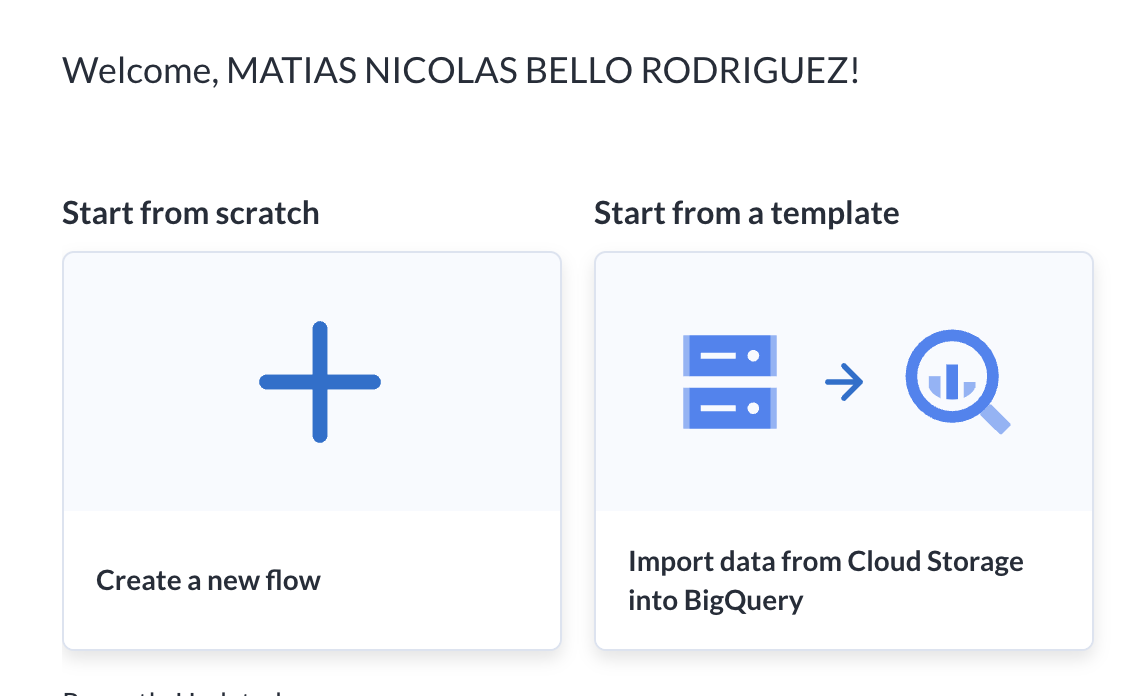 Welcome, MATIAS NICOLAS BELLO RODRIGUEZ!
Start from scratch
Start from a template
Create a new flow
Import data from Cloud Storage
into BigQuery